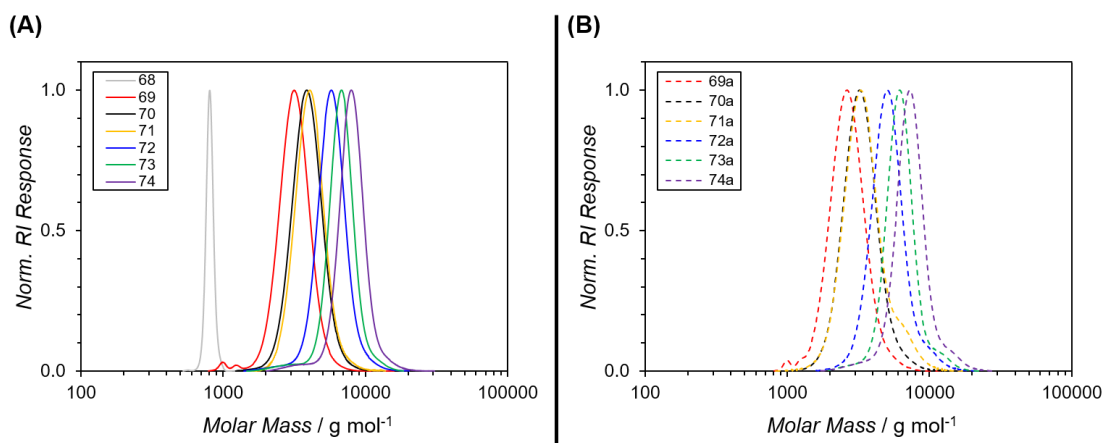 (A)
Norm. RI Response
1.0
0.5
0.0
68
69
70
71
72
73
74
100
1000
10000
100000
Molar Mass / g mol-1
(B)
Norm. RI Response
1.0
0.5
0.0
69a
70a
71a
72a
73a
74a
100
1000
10000
100000
Molar Mass / g mol-1